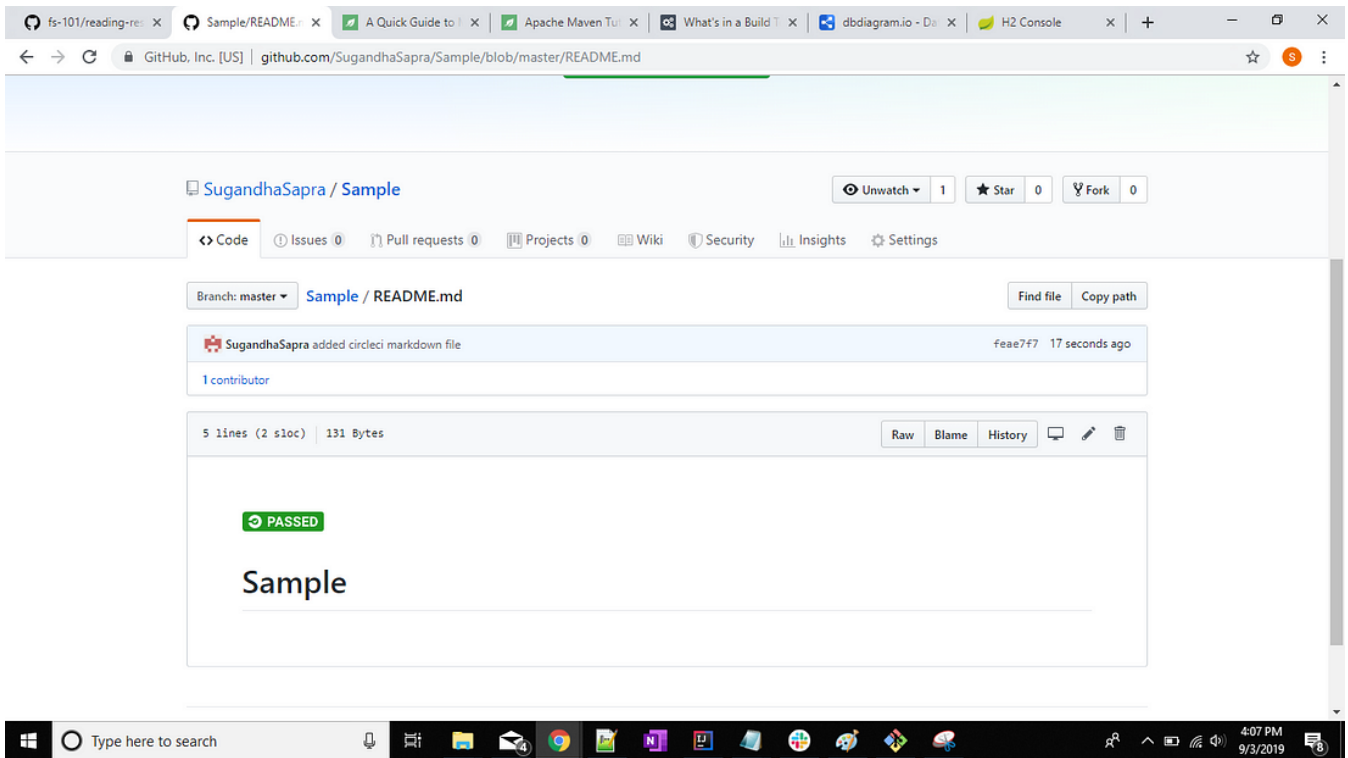 fs-101/reading-res Sample/README.r A Quick Guide to Apache Maven Tut What's in a Build T dbdiagram.io - Da H2 Console
GitHub, Inc. [US] github.com/SugandhaSapra/Sample/blob/master/README.md S
SugandhaSapra / Sample Unwatch 1 Star 0 Fork 0
Code Issues 0 Pull requests 0 Projects 0 Wiki Security Insights Settings
Branch: master Sample / README.md Find file Copy path
SugandhaSapra added circleci markdown file feae7f7 17 seconds ago
1 contributor
5 lines (2 sloc) 131 Bytes Raw Blame History
PASSED
Sample
Type here to search 4 4:07 PM
9/3/2019 8